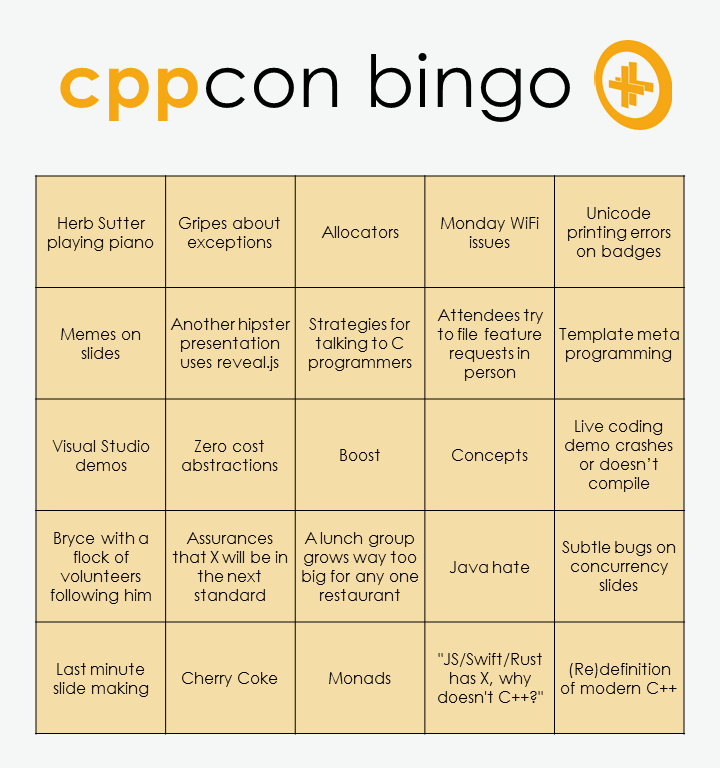 cppcon bingo
Herb Sutter
playing piano
Gripes about
exceptions
Allocators
Monday WiFi
issues
Unicode
printing errors
on badges
Memes on
slides
Another hipster
presentation
uses reveal.js
Strategies for
talking to C
programmers
Attendees try
to file feature
requests in
person
Template meta
programming
Visual Studio
demos
Zero cost
abstractions
Boost
Concepts
Live coding
demo crashes
or doesn't
compile
Bryce with a
flock of
volunteers
following him
Assurances
that X will be in
the next
standard
A lunch group
grows way too
big for any one
restaurant
Java hate
Subtle bugs on
concurrency
slides
Last minute
slide making
Cherry Coke
Monads
"JS/Swift/Rust
has X, why
doesn't C++?"
(Re)definition
of modern C++